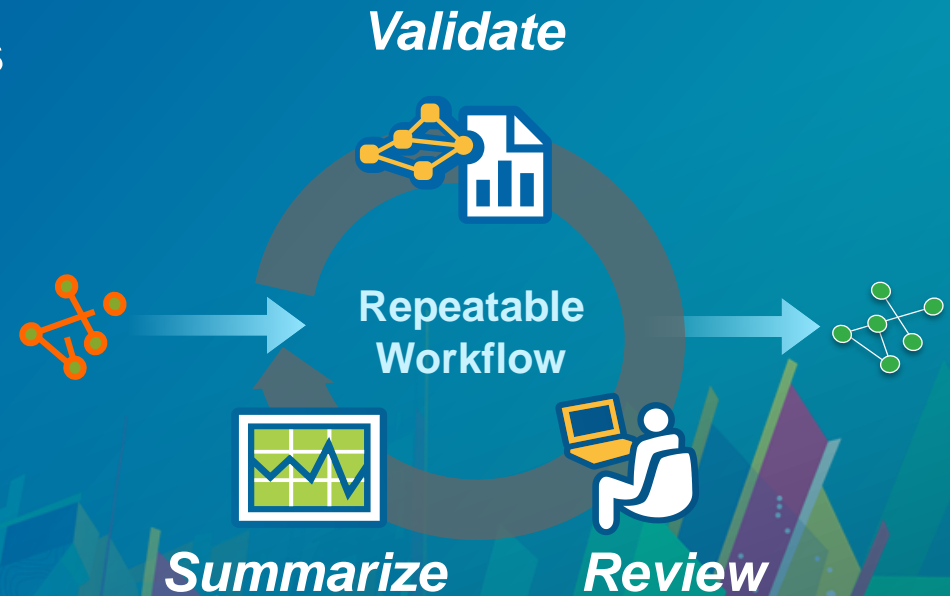 Validate
Repeatable
Workflow
Summarize
Review